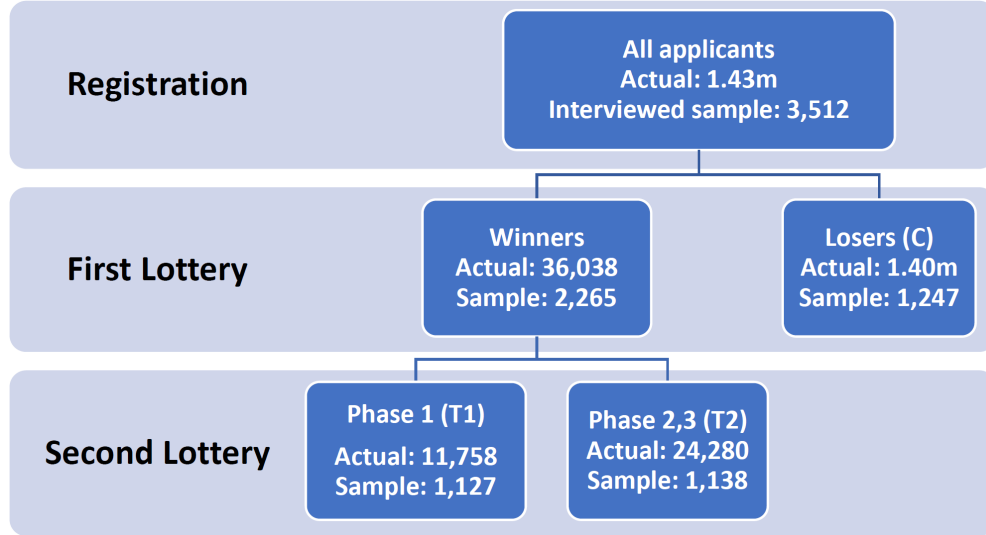 Registration
All applicants
Actual: 1.43m
Interviewed sample: 3,512
First Lottery
Winners
Actual: 36,038
Sample: 2,265
Losers (C)
Actual: 1.40m
Sample: 1,247
Second Lottery
Phase 1 (T1)
Actual: 11,758
Sample: 1,127
Phase 2,3 (T2)
Actual: 24,280
Sample: 1,138